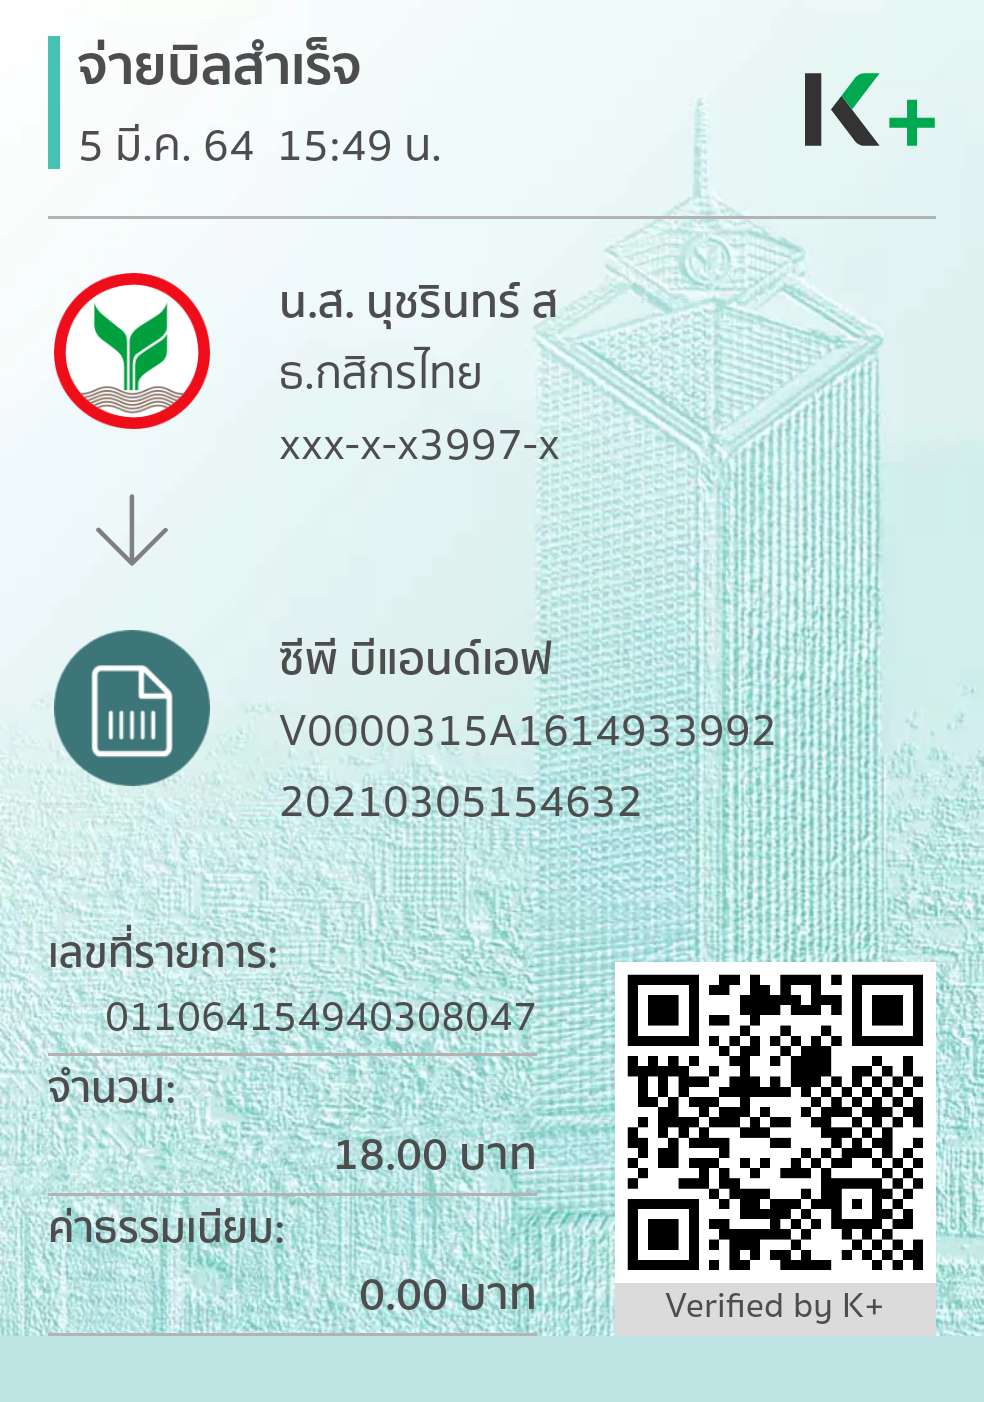 จ่ายบิลสำเร็จ
5 มี.ค. 64 15:49 น.
K+
น.ส. นุชรินทร์ ส
ธ.กสิกรไทย
xxx-x-x3997-x
ซีพี บีแอนด์เอฟ
V0000315A1614933992
20210305154632
เลขที่รายการ:
011064154940308047
จำนวน:
18.00 บาท
ค่าธรรมเนียม:
0.00 บาท
Verified by K+